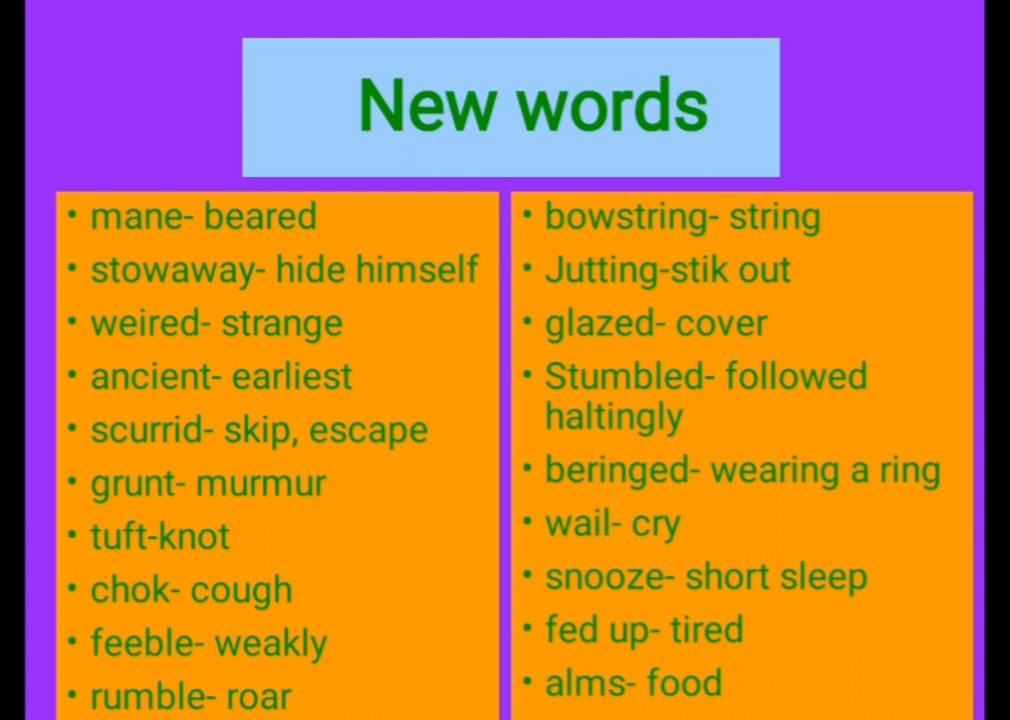 New words
• mane- beared
• stowaway- hide himself
• weired- strange
• ancient- earliest
• scurrid- skip, escape
• grunt- murmur
• tuft-knot
• chok- cough
• feeble- weakly
• rumble- roar
• bowstring- string
• Jutting-stik out
• glazed- cover
• Stumbled- followed
haltingly
• beringed- wearing a ring
• wail- cry
• snooze- short sleep
• fed up- tired
• alms- food